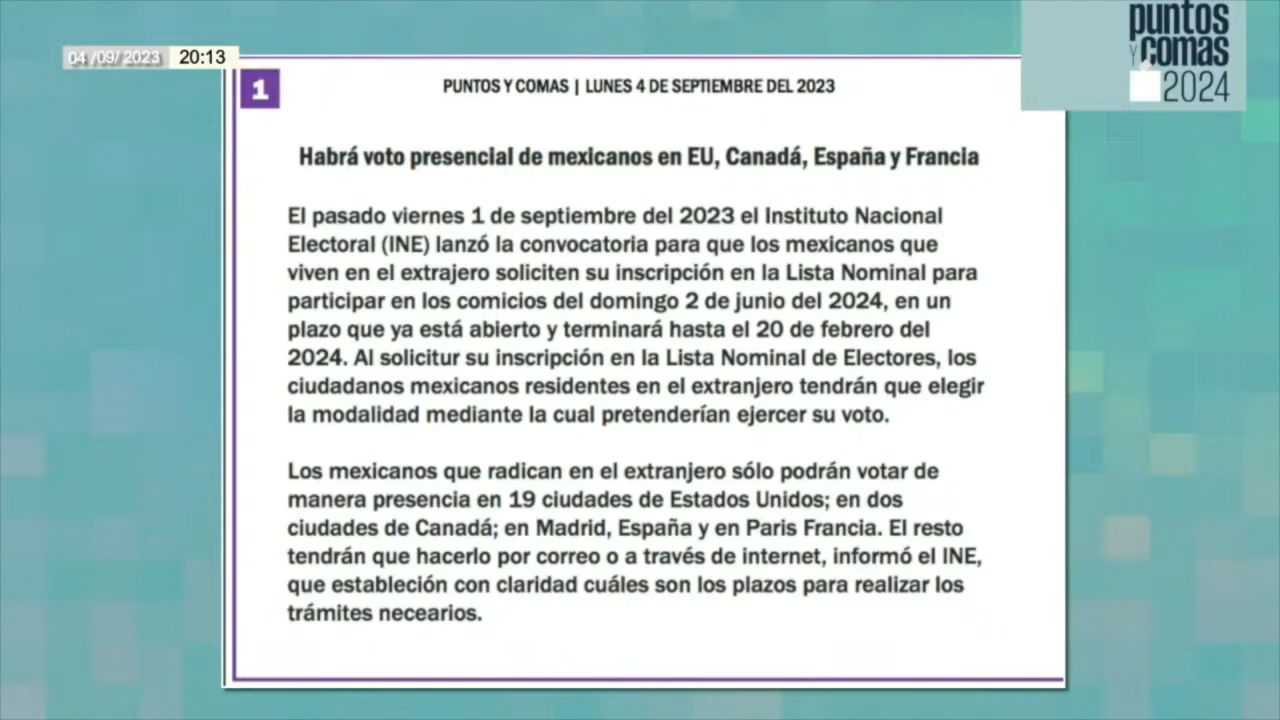 04 /09/ 2023 20:13
puntos
Y comas
2024
1
PUNTOS Y COMAS | LUNES 4 DE SEPTIEMBRE DEL 2023
Habrá voto presencial de mexicanos en EU, Canadá, España y Francia
El pasado viernes 1 de septiembre del 2023 el Instituto Nacional
Electoral (INE) lanzó la convocatoria para que los mexicanos que
viven en el extrajero soliciten su inscripción en la Lista Nominal para
participar en los comicios del domingo 2 de junio del 2024, en un
plazo que ya está abierto y terminará hasta el 20 de febrero del
2024. Al solicitur su inscripción en la Lista Nominal de Electores, los
ciudadanos mexicanos residentes en el extranjero tendrán que elegir
la modalidad mediante la cual pretenderían ejercer su voto.
Los mexicanos que radican en el extranjero sólo podrán votar de
manera presencia en 19 ciudades de Estados Unidos; en dos
ciudades de Canadá; en Madrid, España y en Paris Francia. El resto
tendrán que hacerlo por correo o a través de internet, informó el INE,
que estableción con claridad cuáles son los plazos para realizar los
trámites necearios.